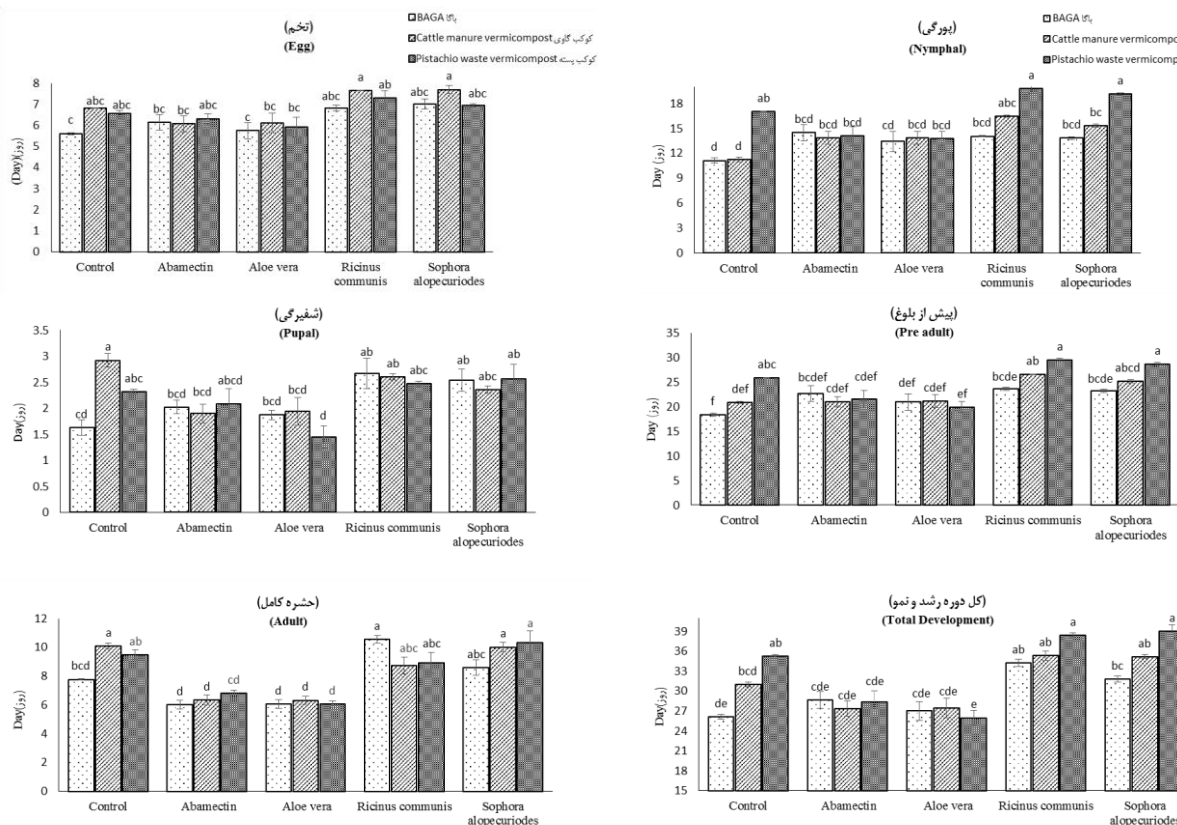 (تخم)
(Egg)
BAGA باگا
Cattle manure vermicompost کوکب گاوی
Pistachio waste vermicompost کوکب پسته
(Day)(روز)
8
7
6
5
4
3
2
1
0
c abc abc bc bc abc c bc bc abc a ab abc a abc
Control Abamectin Aloe vera Ricinus communis Sophora alopecuriodes
(پورگی)
(Nymphal)
BAGA باگا
Cattle manure vermicomp
Pistachio waste vermicomp
Day (روز)
18
15
12
9
6
3
0
d d ab bcd bcd bcd cd bcd bcd bcd abc a bcd bc a
Control Abamectin Aloe vera Ricinus communis Sophora alopecuriodes
(شفیرگی)
(Pupal)
Day(روز)
3.5
3
2.5
2
1.5
1
0.5
0
cd a abc bcd bcd abcd bcd bcd d ab ab abc ab abc ab
Control Abamectin Aloe vera Ricinus communis Sophora alopecuriodes
(پیش از بلوغ)
(Pre adult)
Day (روز)
35
30
25
20
15
10
5
0
f def abc bcdef cdef cdef def def ef bcde ab a bcde abcd a
Control Abamectin Aloe vera Ricinus communis Sophora alopecuriodes
(حشره کامل)
(Adult)
Day(روز)
12
10
8
6
4
2
0
bcd a ab d d cd d d d a abc abc abc a a
Control Abamectin Aloe vera Ricinus communis Sophora alopecuriodes
(کل دوره رشد و نمو)
(Total Development)
Day(روز)
39
36
33
30
27
24
21
18
15
de bcd ab cde cde cde cde cde e ab ab a bc ab a
Control Abamectin Aloe vera Ricinus communis Sophora alopecuriodes